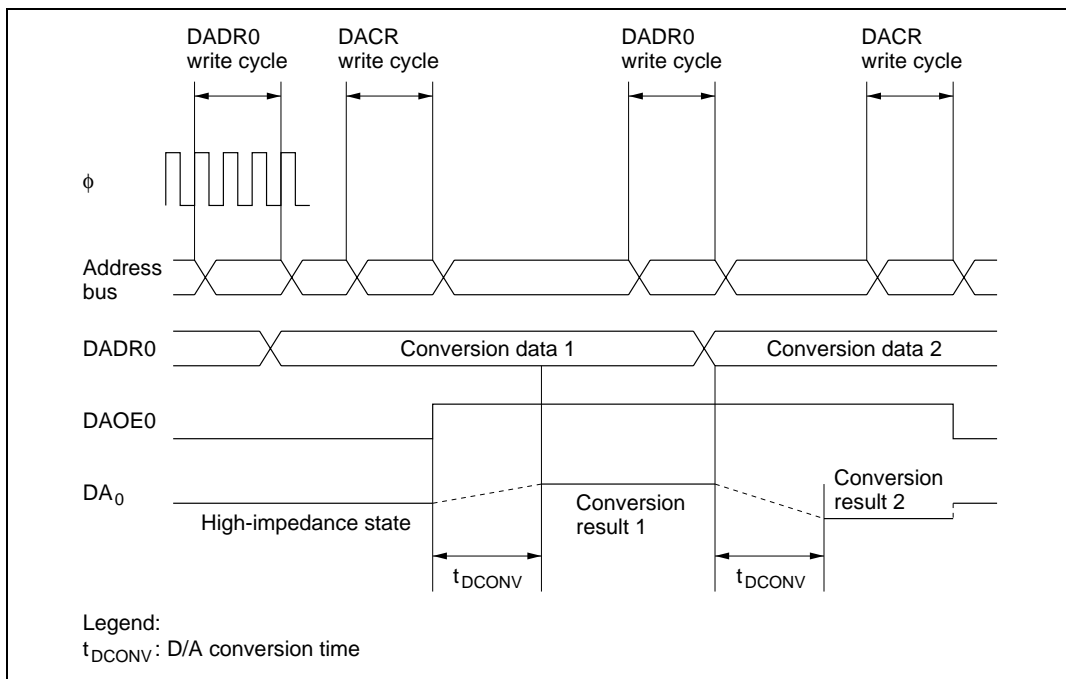 DADR0
write cycle
DACR
write cycle
DADR0
write cycle
DACR
write cycle
ϕ
Address
bus
DADR0
Conversion data 1
Conversion data 2
DAOE0
DA0
High-impedance state
Conversion
result 1
Conversion
result 2
tDCONV
tDCONV
Legend:
tDCONV: D/A conversion time